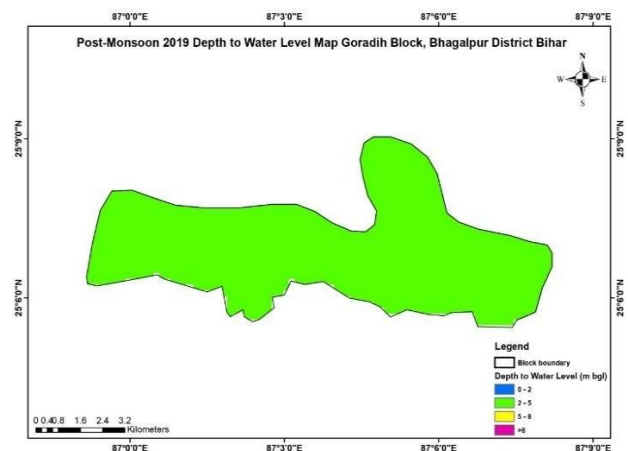 87°0'0"E 87°3'0"E 87°6'0"E 87°9'0"E
Post-Monsoon 2019 Depth to Water Level Map Goradih Block, Bhagalpur District Bihar
N
W E
S
25°9'0"N 25°9'0"N
25°6'0"N 25°6'0"N
Legend
Block boundary
Depth to Water Level (m bgl)
0 - 2
2 - 5
5 - 8
>8
0 0.4 0.8 1.6 2.4 3.2
Kilometers
87°0'0"E 87°3'0"E 87°6'0"E 87°9'0"E